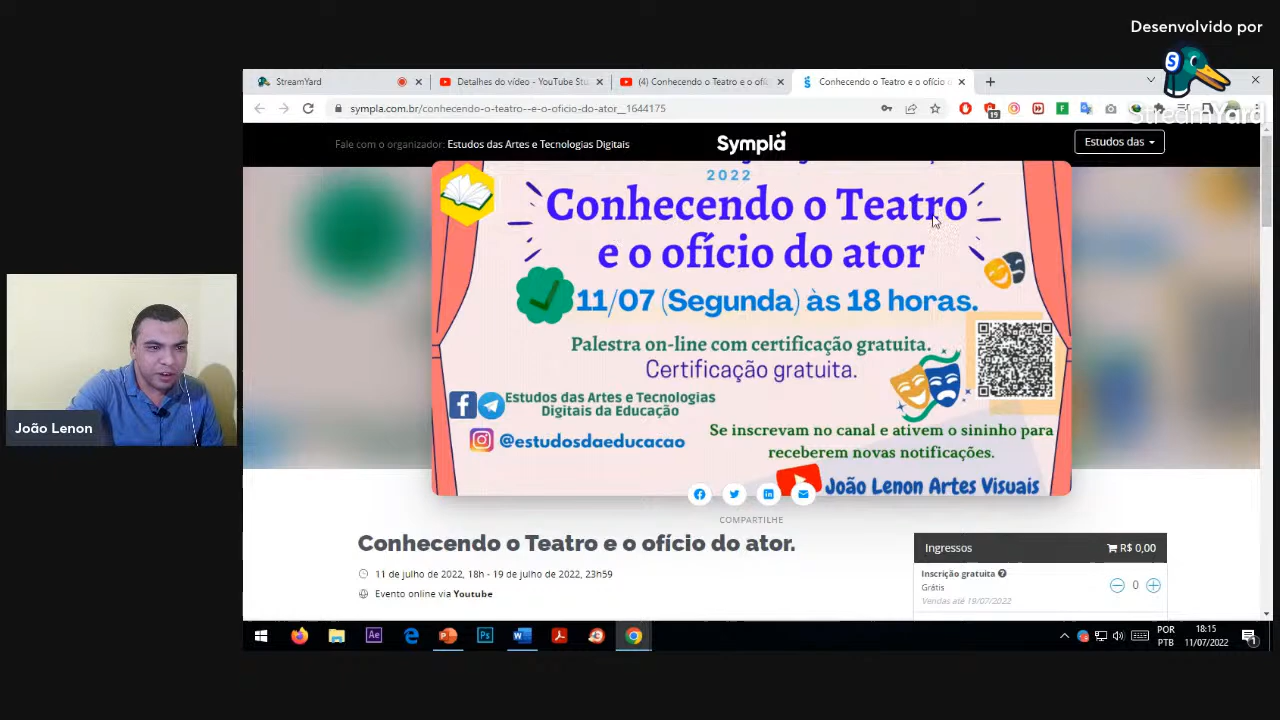 Desenvolvido por
StreamYard
StreamYard
Detalhes do vídeo - YouTube Stu
(4) Conhecendo o Teatro e o ofíc
Conhecendo o Teatro e o ofício o
sympla.com.br/conhecendo-o-teatro--e-o-oficio-do-ator__1644175
19
Fale com o organizador: Estudos das Artes e Tecnologias Digitais
Sympla
Estudos das
2022
Conhecendo o Teatro
e o ofício do ator
11/07 (Segunda) às 18 horas.
Palestra on-line com certificação gratuita.
Certificação gratuita.
Estudos das Artes e Tecnologias
Digitais da Educação
@estudosdaeducacao
Se inscrevam no canal e ativem o sininho para
receberem novas notificações.
João Lenon Artes Visuais
COMPARTILHE
Conhecendo o Teatro e o ofício do ator.
11 de julho de 2022, 18h - 19 de julho de 2022, 23h59
Evento online via Youtube
Ingressos
R$ 0,00
Inscrição gratuita
Grátis
0
Vendas até 19/07/2022
João Lenon
POR
PTB
18:15
11/07/2022
1